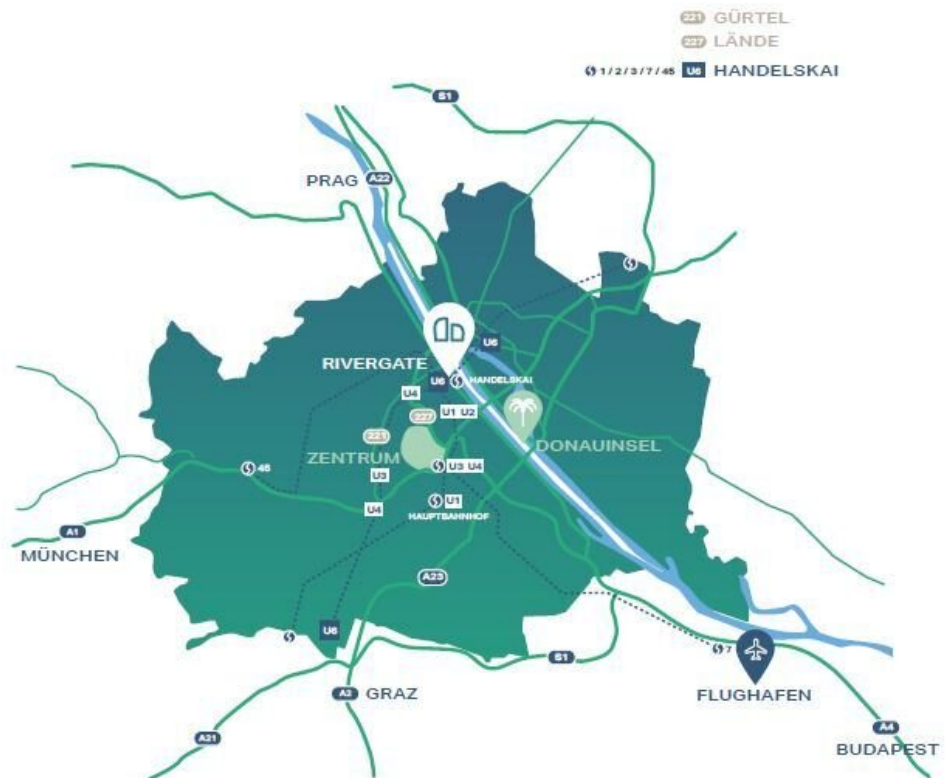 221 GÜRTEL
227 LÄNDE
1 / 2 / 3 / 7 / 45 U6 HANDELSKAI
S1
PRAG A22
U6
RIVERGATE
U6 HANDELSKAI
U4
227 U1 U2
221
DONAUINSEL
ZENTRUM
45 U3 U3 U4
U4 U1
HAUPTBAHNHOF
A1
MÜNCHEN
A23
U6
7
S1
A2 GRAZ
FLUGHAFEN
A21
A4
BUDAPEST